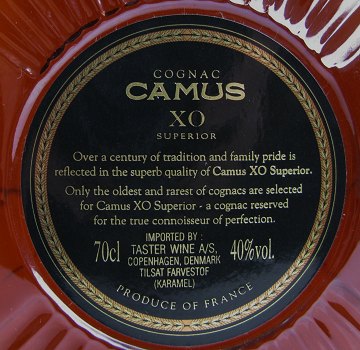 COGNAC
CAMUS
XO
SUPERIOR
Over a century of tradition and family pride is
reflected in the superb quality of Camus XO Superior.
Only the oldest and rarest of cognacs are selected
for Camus XO Superior - a cognac reserved
for the true connoisseur of perfection.
IMPORTED BY :
70cl TASTER WINE A/S. 40%vol.
COPENHAGEN, DENMARK
TILSAT FARVESTOF
(KARAMEL)
PRODUCE OF FRANCE